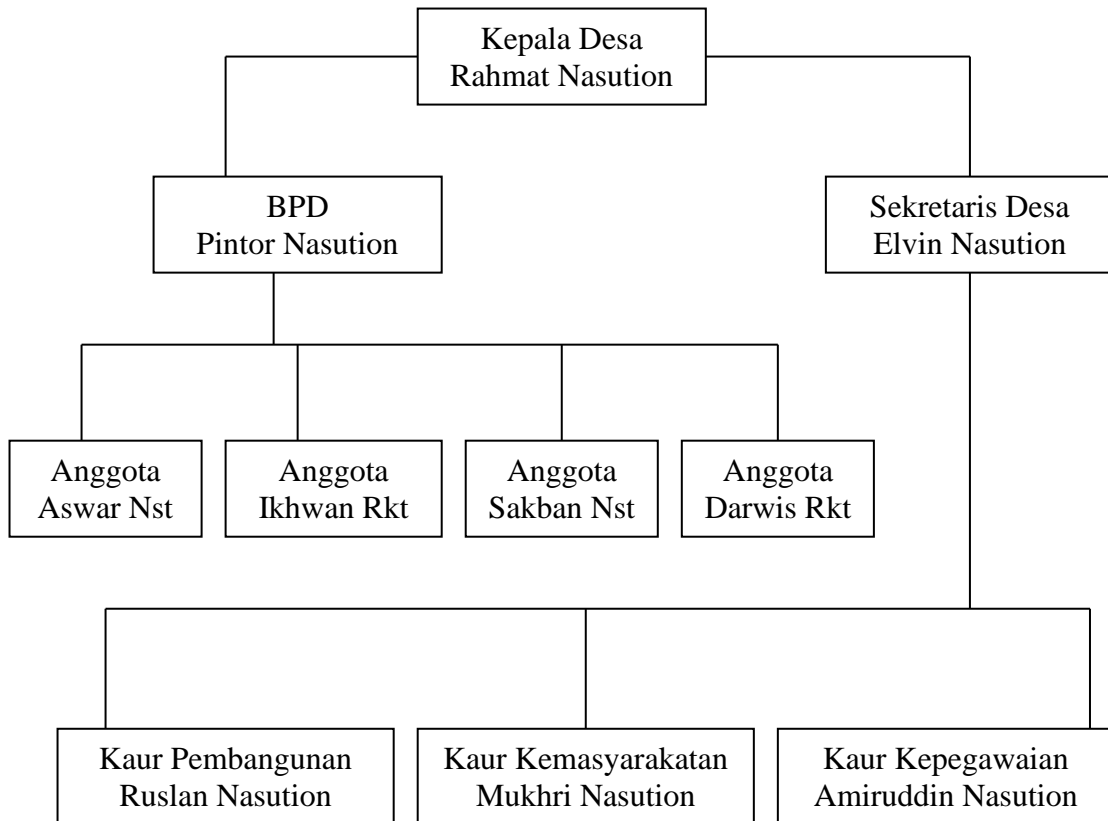 Kepala Desa
Rahmat Nasution
BPD
Pintor Nasution
Sekretaris Desa
Elvin Nasution
Anggota
Aswar Nst
Anggota
Ikhwan Rkt
Anggota
Sakban Nst
Anggota
Darwis Rkt
Kaur Pembangunan
Ruslan Nasution
Kaur Kemasyarakatan
Mukhri Nasution
Kaur Kepegawaian
Amiruddin Nasution